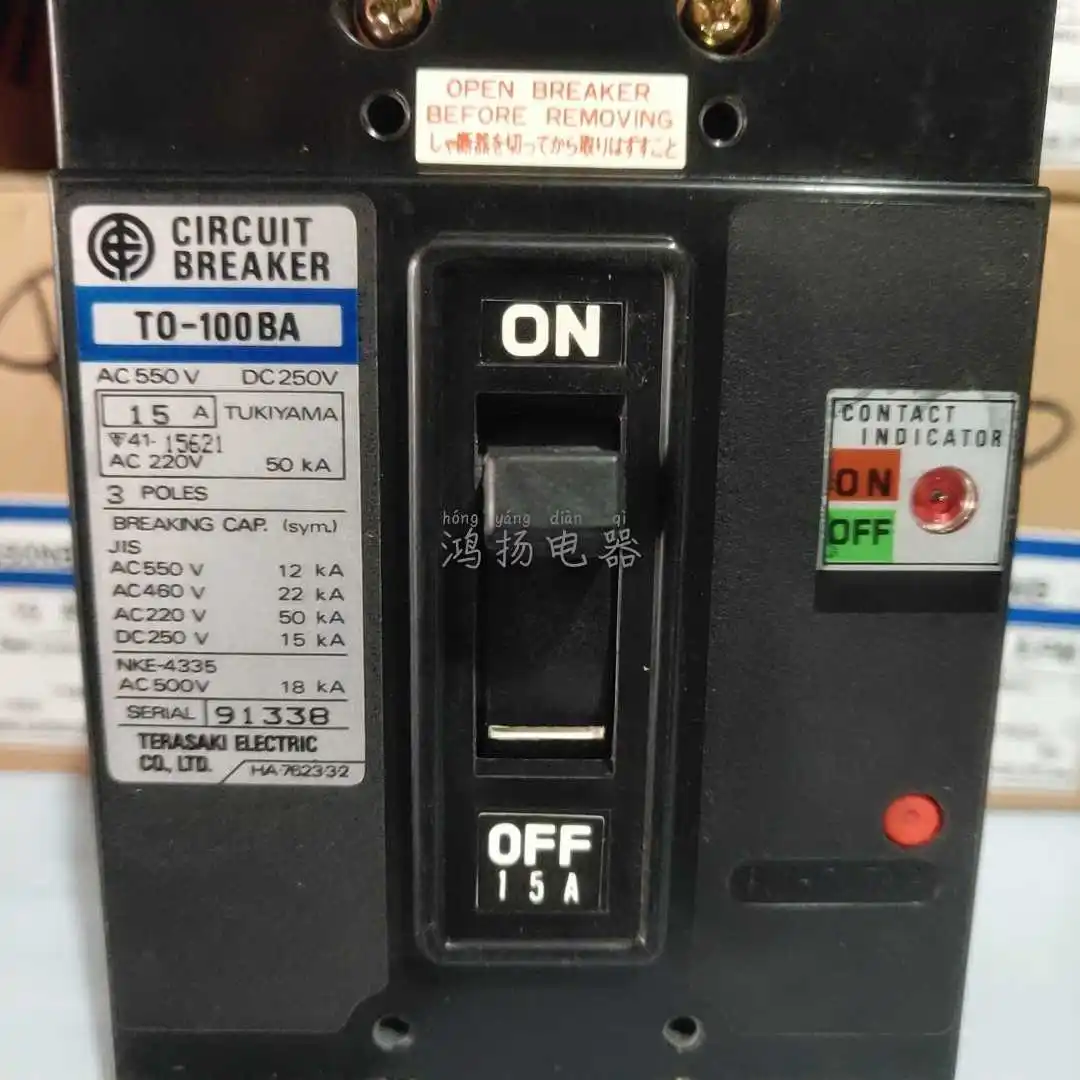 OPEN BREAKER
BEFORE REMOVING
しゃ断器を切ってから取りはずすこと
CIRCUIT
BREAKER
TO-100BA
AC 550 V DC 250V
15 A TUKIYAMA
41- 15621
AC 220V 50 kA
3 POLES
BREAKING CAP. (sym.)
JIS
AC 550 V 12 kA
AC 460 V 22 kA
AC 220 V 50 kA
DC 250 V 15 kA
NKE-4335
AC 500V 18 kA
SERIAL 91338
TERASAKI ELECTRIC
CO., LTD. HA-7623-32
ON
hóng yáng diàn qì
鸿扬电器
OFF
15A
CONTACT
INDICATOR
ON
OFF